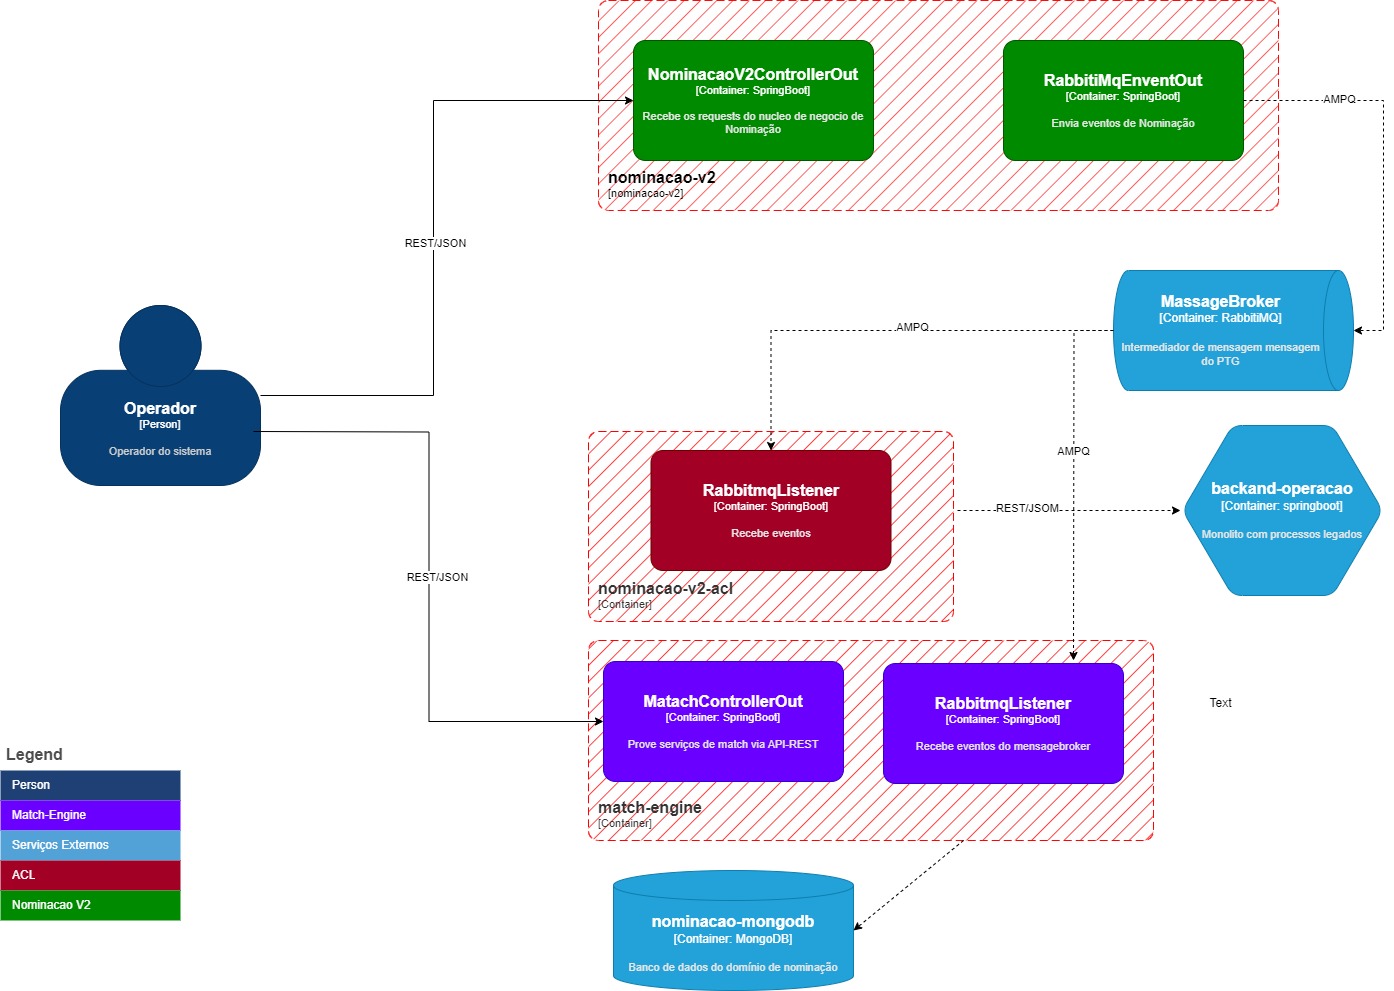 NominacaoV2ControllerOut
[Container: SpringBoot]
Recebe os requests do nucleo de negocio de
Nominação
RabbitiMqEnventOut
[Container: SpringBoot]
Envia eventos de Nominação
AMPQ
nominacao-v2
[nominacao-v2]
REST/JSON
MassageBroker
[Container: RabbitiMQ]
Intermediador de mensagem mensagem
do PTG
AMPQ
Operador
[Person]
Operador do sistema
AMPQ
RabbitmqListener
[Container: SpringBoot]
Recebe eventos
REST/JSOM
backand-operacao
[Container: springboot]
Monolito com processos legados
nominacao-v2-acl
[Container]
REST/JSON
MatachControllerOut
[Container: SpringBoot]
Prove serviços de match via API-REST
RabbitmqListener
[Container: SpringBoot]
Recebe eventos do mensagebroker
Text
match-engine
[Container]
Legend
Person
Match-Engine
Serviços Externos
ACL
Nominacao V2
nominacao-mongodb
[Container: MongoDB]
Banco de dados do domínio de nominação